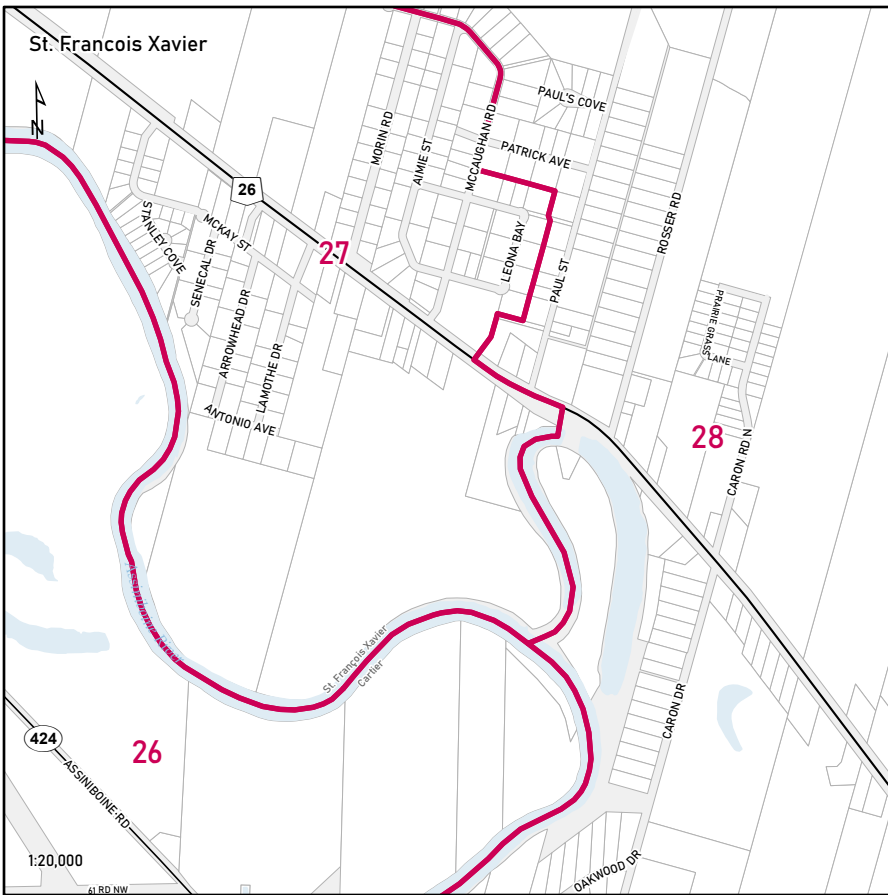 St. Francois Xavier
N
26
27
28
26
424
MORIN RD
AIMIE ST
MCCAUGHAN RD
PAUL'S COVE
PATRICK AVE
LEONA BAY
PAUL ST
ROSSER RD
STANLEY COVE
MCKAY ST
SENECAL DR
ARROWHEAD DR
LAMOTHE DR
ANTONIO AVE
PRAIRIE GRASS LANE
CARON RD N
Assiniboine River
St. François Xavier
Cartier
CARON DR
ASSINIBOINE RD
OAKWOOD DR
1:20,000
61 RD NW